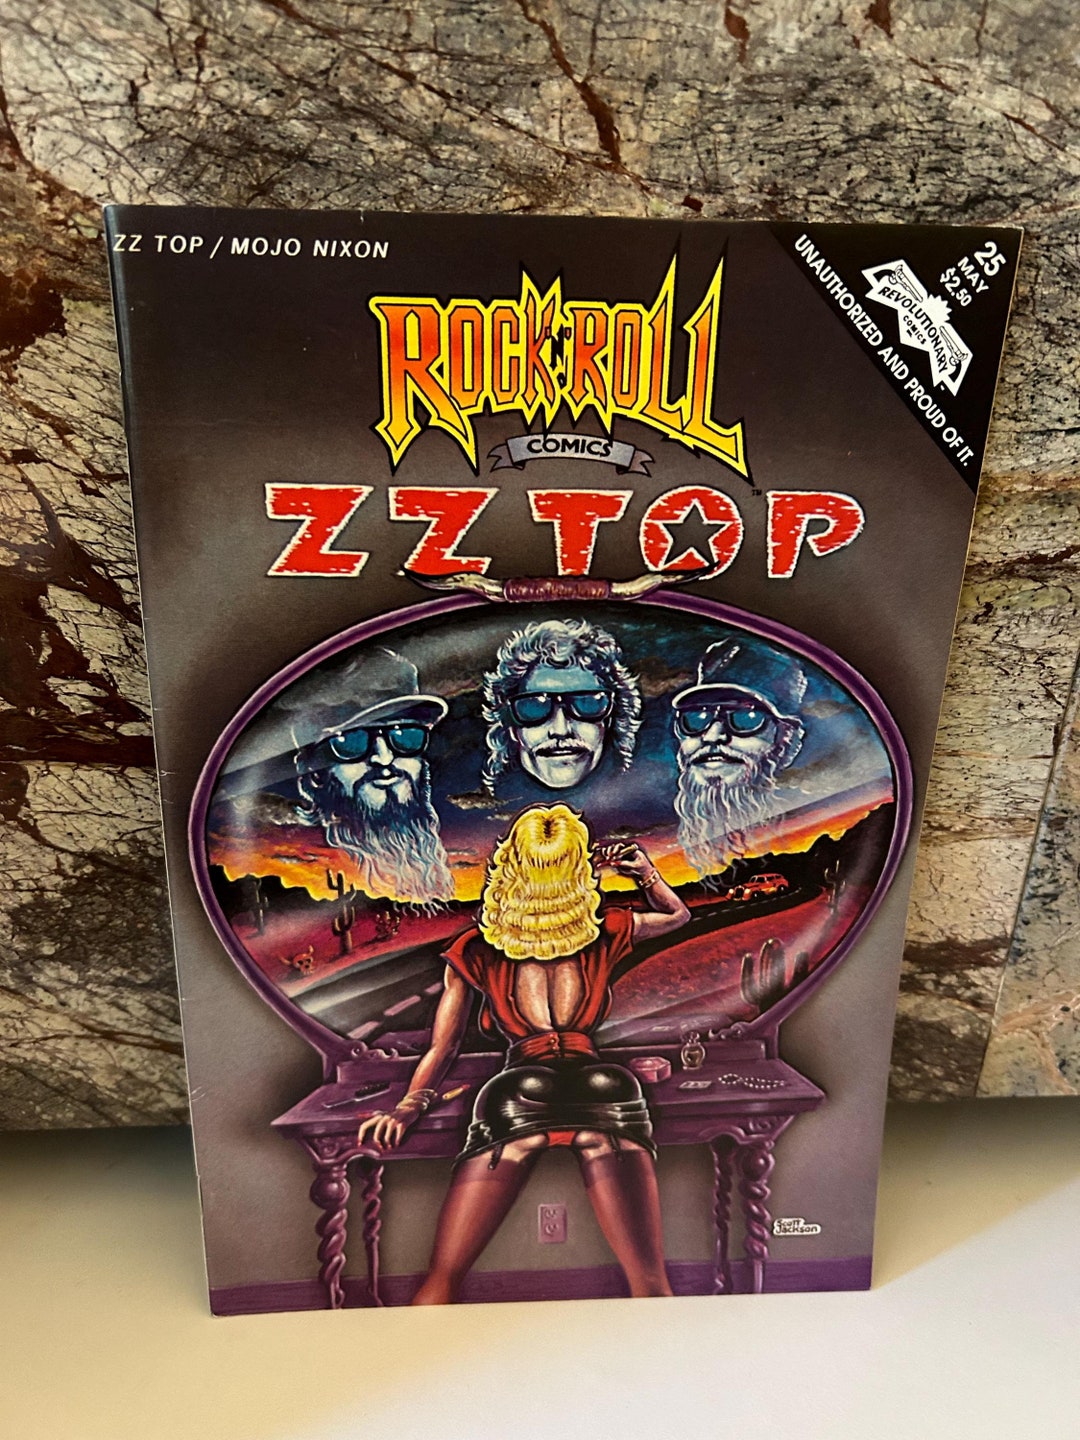 ZZ TOP / MOJO NIXON
ROCK 'N' ROLL
COMICS
ZZ TOP
TM
25
MAY
$2.50
REVOLUTIONARY
COMICS
UNAUTHORIZED AND PROUD OF IT.
Scott
Jackson